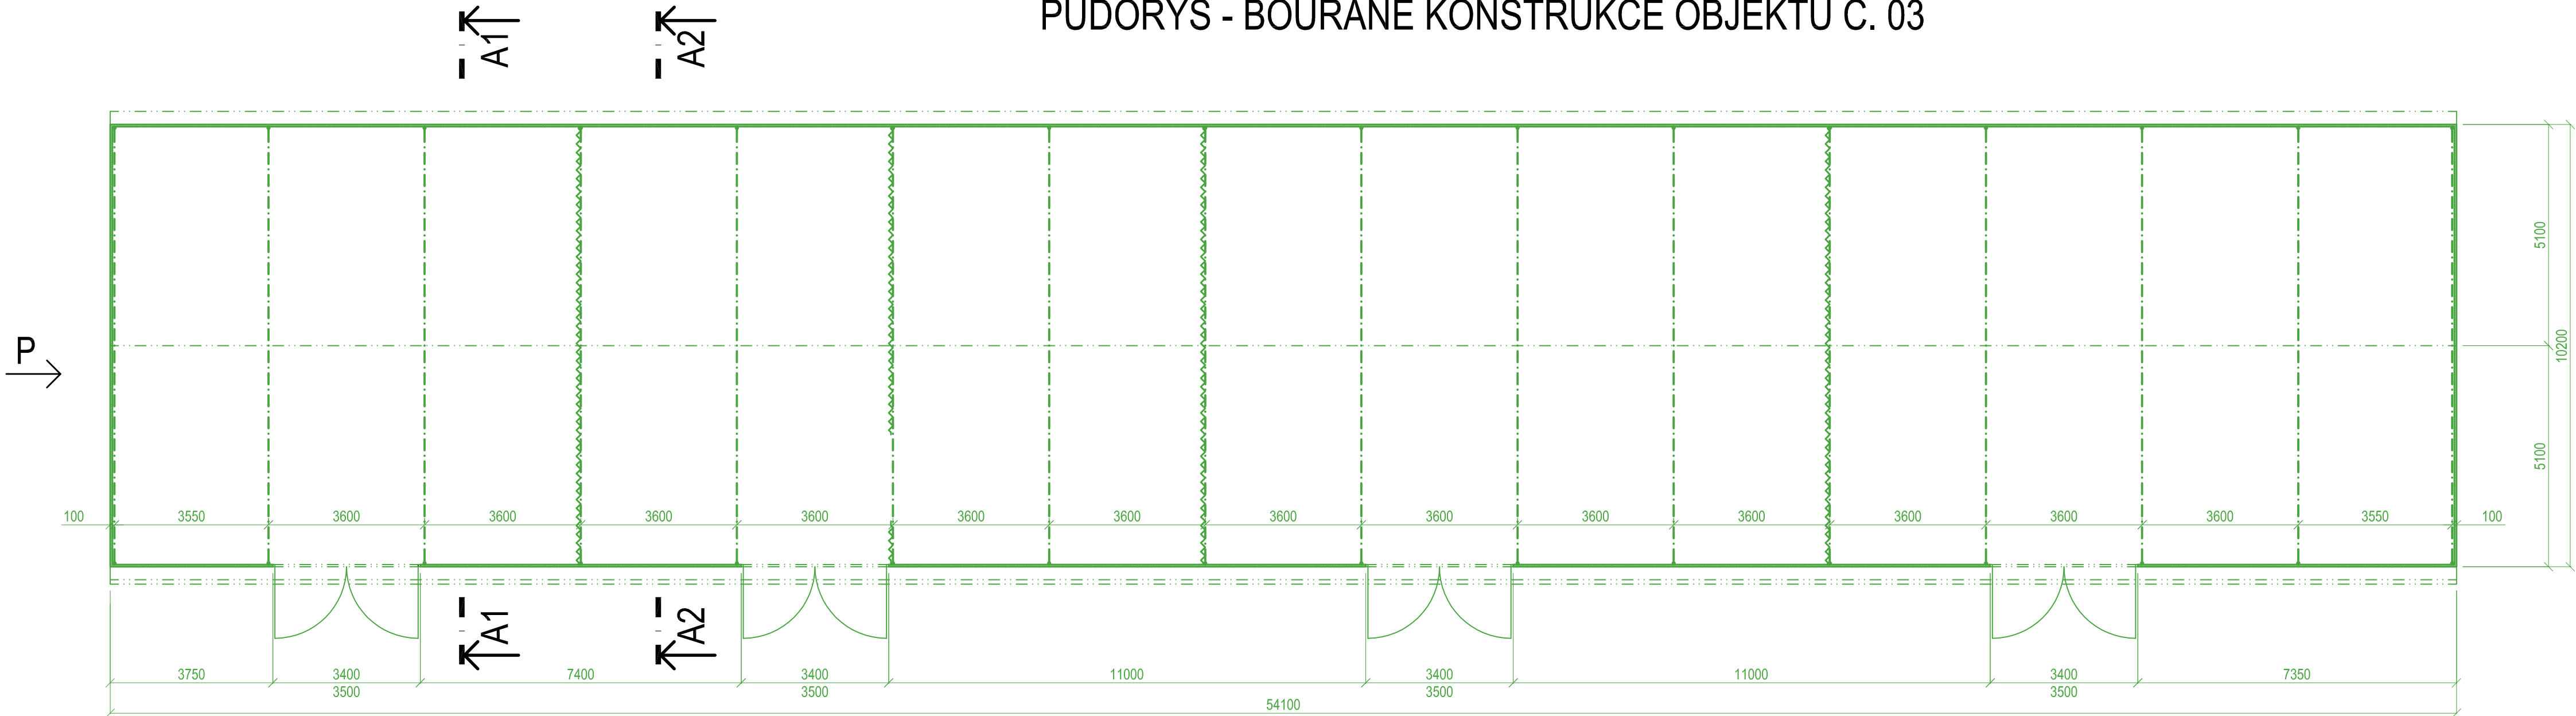 PUDORYS - BOURANE KONSTRUKCE OBJEKTU C. 03
A1
A2
P
5100
10200
5100
100 3550 3600 3600 3600 3600 3600 3600 3600 3600 3600 3600 3600 3600 3600 3550 100
A1
A2
3750 3400 7400 3400 11000 3400 11000 3400 7350
3500 3500 3500 3500
54100